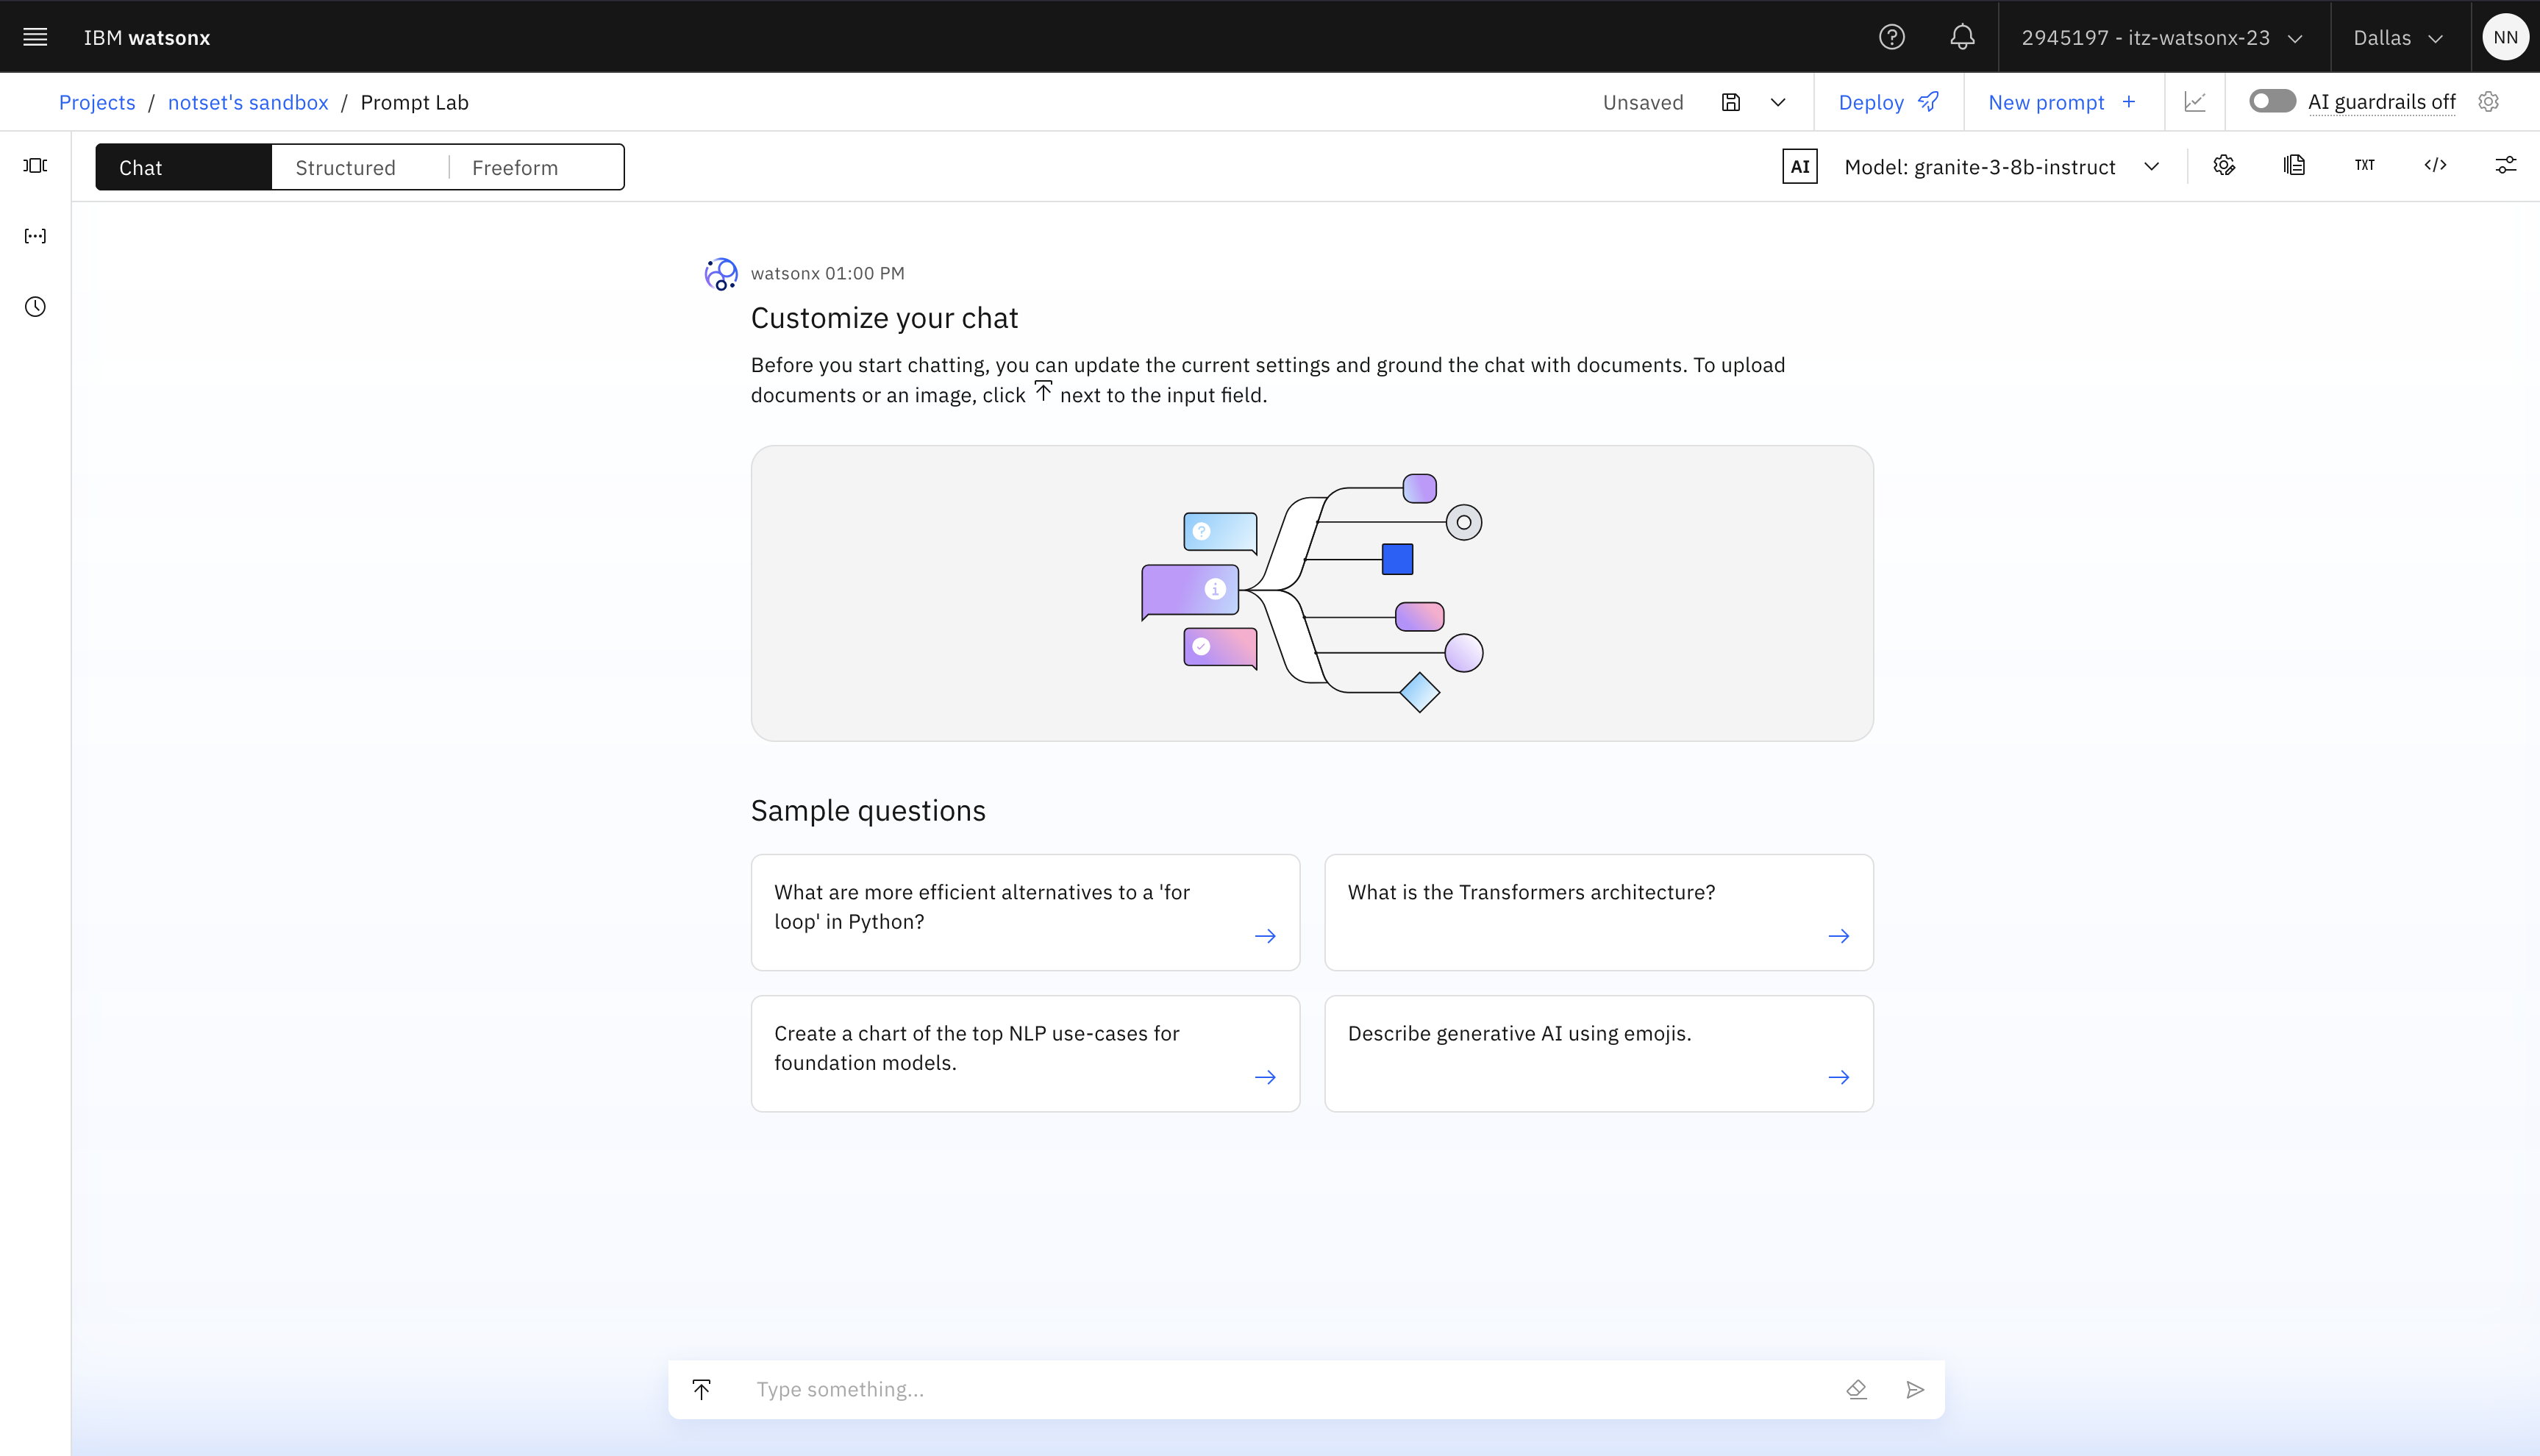 IBM watsonx
2945197 - itz-watsonx-23
Dallas
NN
Projects / notset's sandbox / Prompt Lab
Unsaved
Deploy
New prompt +
AI guardrails off
Chat
Structured
Freeform
AI
Model: granite-3-8b-instruct
TXT
watsonx 01:00 PM
Customize your chat
Before you start chatting, you can update the current settings and ground the chat with documents. To upload
documents or an image, click next to the input field.
Sample questions
What are more efficient alternatives to a 'for
loop' in Python?
What is the Transformers architecture?
Create a chart of the top NLP use-cases for
foundation models.
Describe generative AI using emojis.
Type something...